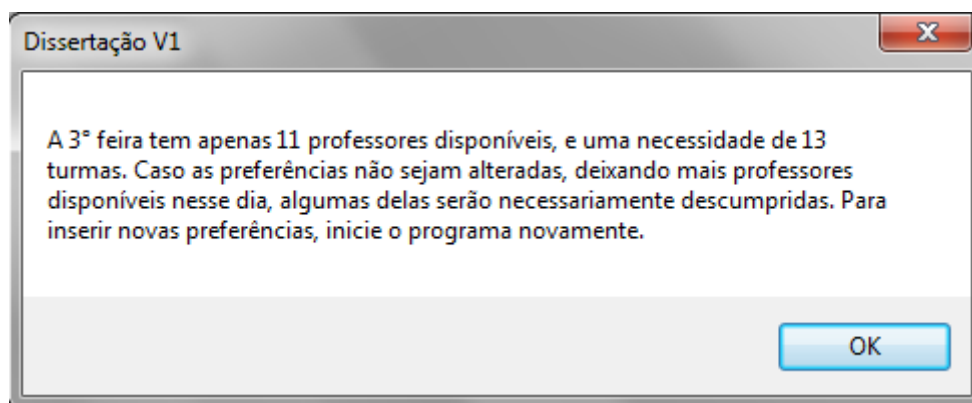 Dissertação V1
A 3° feira tem apenas 11 professores disponíveis, e uma necessidade de 13
turmas. Caso as preferências não sejam alteradas, deixando mais professores
disponíveis nesse dia, algumas delas serão necessariamente descumpridas. Para
inserir novas preferências, inicie o programa novamente.
OK